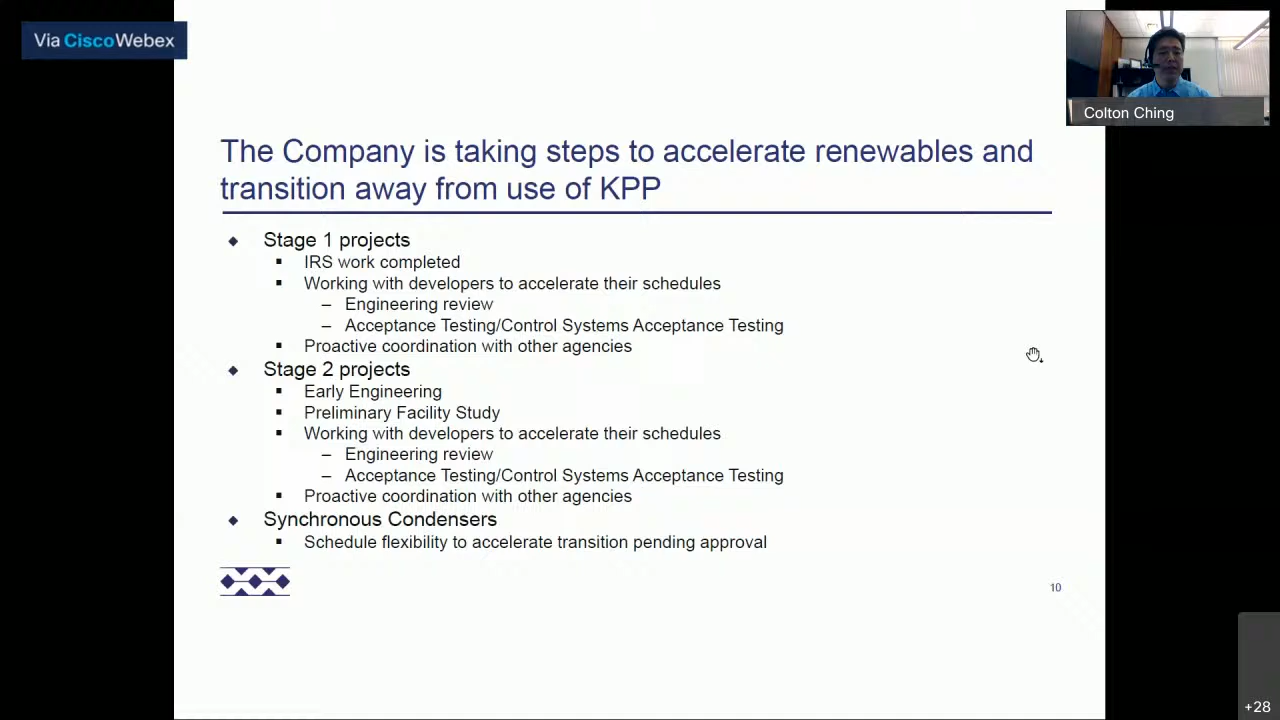 Via Cisco Webex
Colton Ching
The Company is taking steps to accelerate renewables and
transition away from use of KPP
◆ Stage 1 projects
▪ IRS work completed
▪ Working with developers to accelerate their schedules
– Engineering review
– Acceptance Testing/Control Systems Acceptance Testing
▪ Proactive coordination with other agencies
◆ Stage 2 projects
▪ Early Engineering
▪ Preliminary Facility Study
▪ Working with developers to accelerate their schedules
– Engineering review
– Acceptance Testing/Control Systems Acceptance Testing
▪ Proactive coordination with other agencies
◆ Synchronous Condensers
▪ Schedule flexibility to accelerate transition pending approval
10
+28